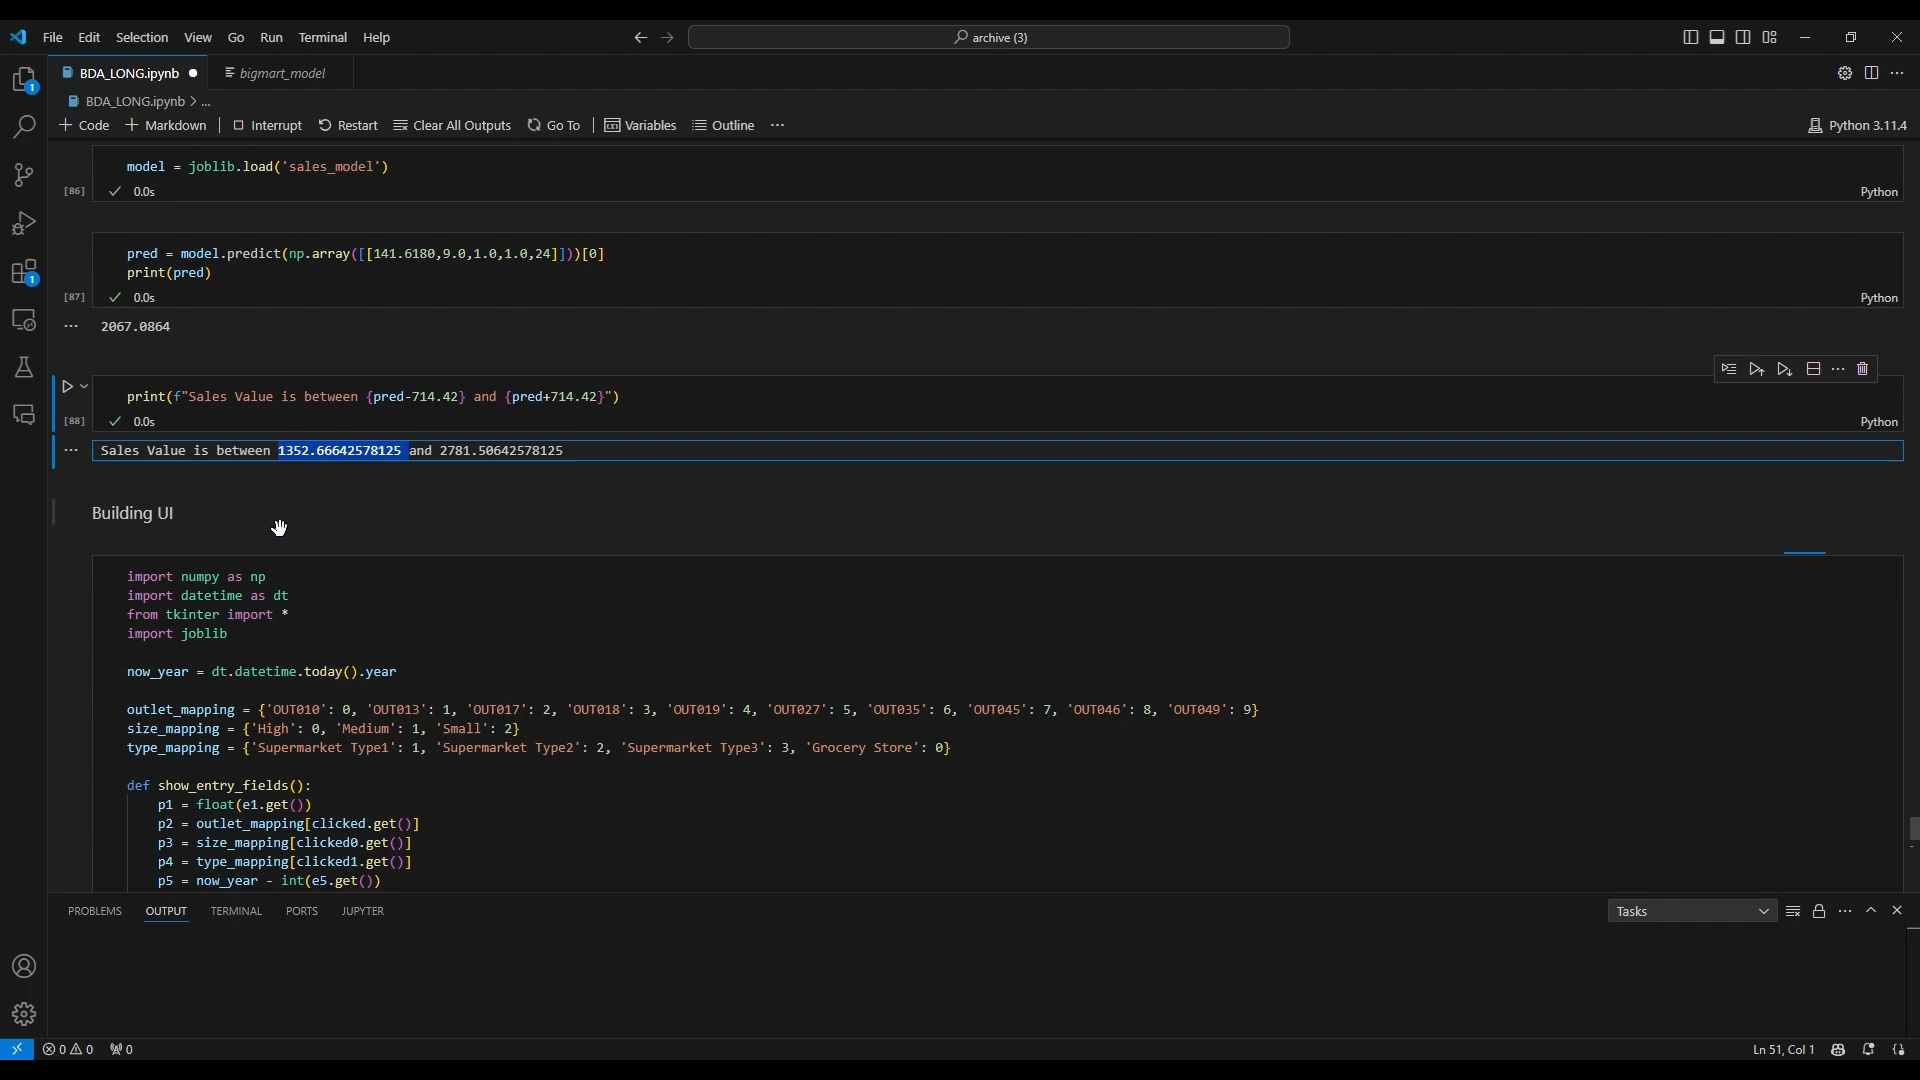 File Edit Selection View Go Run Terminal Help
archive (3)
BDA_LONG.ipynb
bigmart_model
BDA_LONG.ipynb > ...
Code Markdown Interrupt Restart Clear All Outputs Go To Variables Outline ... Python 3.11.4
model = joblib.load('sales_model')
[86] 0.0s Python
pred = model.predict(np.array([[141.6180,9.0,1.0,1.0,24]]))[0]
print(pred)
[87] 0.0s Python
... 2067.0864
print(f"Sales Value is between {pred-714.42} and {pred+714.42}")
[88] 0.0s Python
... Sales Value is between 1352.66642578125 and 2781.50642578125
Building UI
import numpy as np
import datetime as dt
from tkinter import *
import joblib
now_year = dt.datetime.today().year
outlet_mapping = {'OUT010': 0, 'OUT013': 1, 'OUT017': 2, 'OUT018': 3, 'OUT019': 4, 'OUT027': 5, 'OUT035': 6, 'OUT045': 7, 'OUT046': 8, 'OUT049': 9}
size_mapping = {'High': 0, 'Medium': 1, 'Small': 2}
type_mapping = {'Supermarket Type1': 1, 'Supermarket Type2': 2, 'Supermarket Type3': 3, 'Grocery Store': 0}
def show_entry_fields():
p1 = float(e1.get())
p2 = outlet_mapping[clicked.get()]
p3 = size_mapping[clicked0.get()]
p4 = type_mapping[clicked1.get()]
p5 = now_year - int(e5.get())
PROBLEMS OUTPUT TERMINAL PORTS JUPYTER Tasks
0 0 0 Ln 51, Col 1